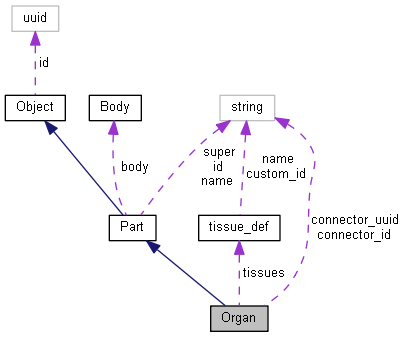 uuid
id
Object
Body
string
body
super
id
name
name
custom_id
connector_uuid
connector_id
Part
tissue_def
tissues
Organ